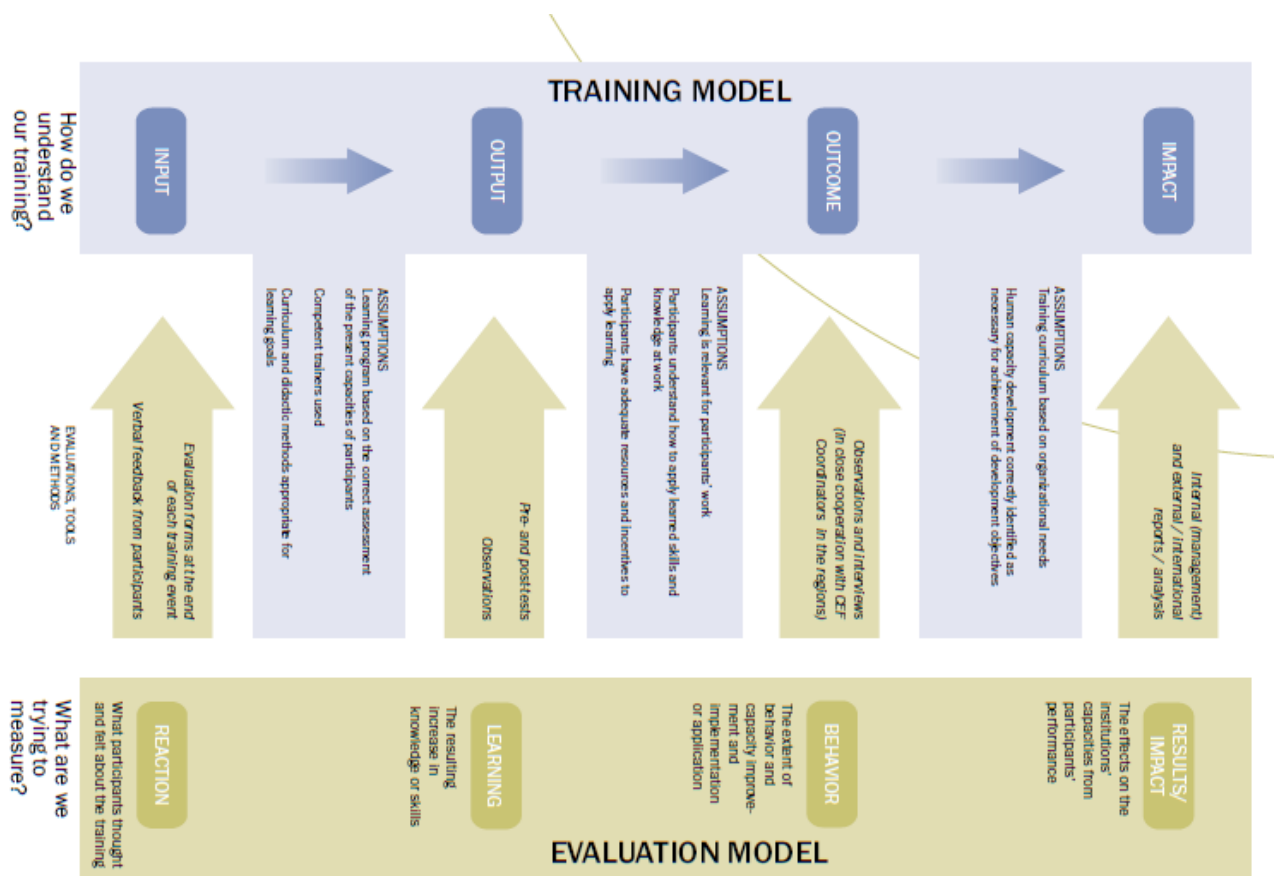 TRAINING MODEL
How do we
understand
our training?
INPUT
OUTPUT
OUTCOME
IMPACT
ASSUMPTIONS
Learning program based on the correct assessment
of the present capacities of participants
Competent trainers used
Curriculum and didactic methods appropriate for
learning goals
ASSUMPTIONS
Learning is relevant for participants' work
Participants understand how to apply learned skills and
knowledge at work
Participants have adequate resources and incentives to
apply learning
ASSUMPTIONS
Training curriculum based on organizational needs
Human capacity development correctly identified as
necessary for achievement of development objectives
EVALUATIONS, TOOLS
AND METHODS
Evaluation forms at the end
of each training event
Verbal feedback from participants
Pre- and post-tests
Observations
Observations and interviews
(In close cooperation with CEF
Coordinators in the regions)
Internal (management)
and external / international
reports / analysis
What are we
trying to
measure?
REACTION
What participants thought
and felt about the training
LEARNING
The resulting
increase in
knowledge or skills
BEHAVIOR
The extent of
behavior and
capacity improve-
ment and
implementation
or application
RESULTS/
IMPACT
The effects on the
institutions'
capacities from
participants'
performance
EVALUATION MODEL